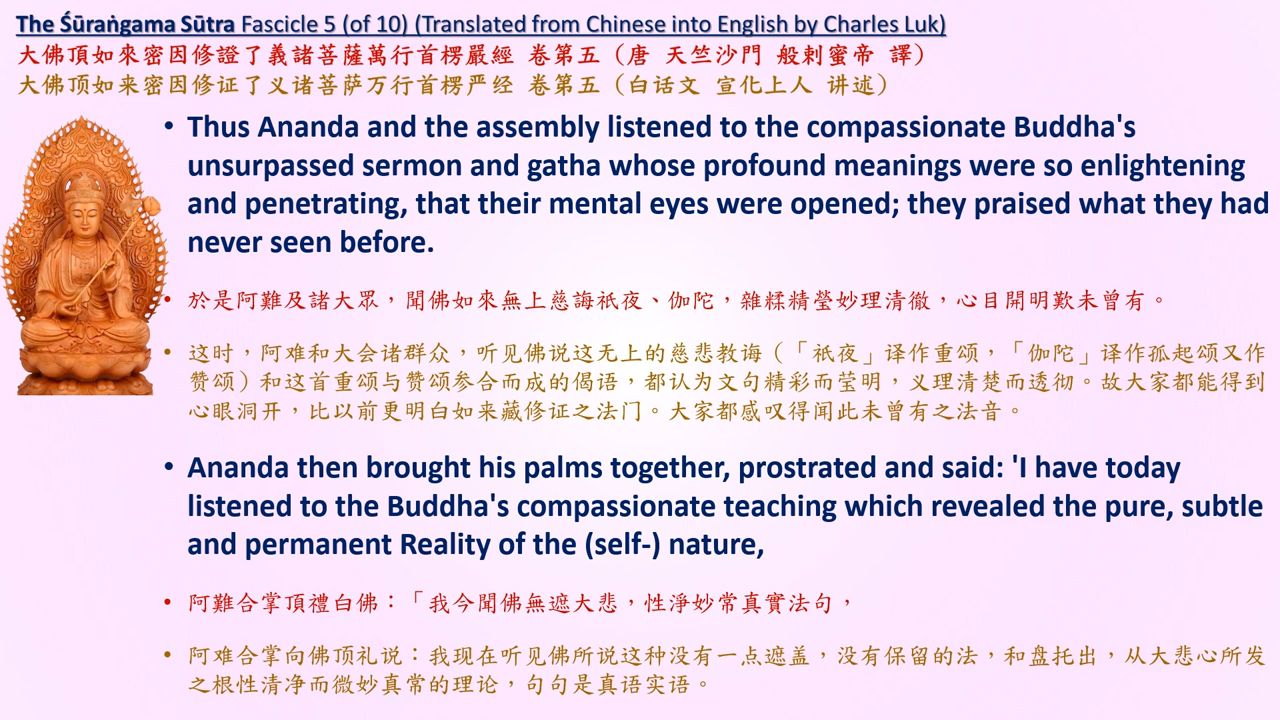 The Śūraṅgama Sūtra Fascicle 5 (of 10) (Translated from Chinese into English by Charles Luk)
大佛頂如來密因修證了義諸菩薩萬行首楞嚴經 卷第五（唐 天竺沙門 般剌蜜帝 譯）
大佛顶如来密因修证了义诸菩萨万行首楞严经 卷第五（白话文 宣化上人 讲述）
• Thus Ananda and the assembly listened to the compassionate Buddha's
unsurpassed sermon and gatha whose profound meanings were so enlightening
and penetrating, that their mental eyes were opened; they praised what they had
never seen before.
• 於是阿難及諸大眾，聞佛如來無上慈誨祇夜、伽陀，雜糅精瑩妙理清徹，心目開明歎未曾有。
• 这时，阿难和大会诸群众，听见佛说这无上的慈悲教诲（「祇夜」译作重颂，「伽陀」译作孤起颂又作
赞颂）和这首重颂与赞颂参合而成的偈语，都认为文句精彩而莹明，义理清楚而透彻。故大家都能得到
心眼洞开，比以前更明白如来藏修证之法门。大家都感叹得闻此未曾有之法音。
• Ananda then brought his palms together, prostrated and said: 'I have today
listened to the Buddha's compassionate teaching which revealed the pure, subtle
and permanent Reality of the (self-) nature,
• 阿難合掌頂禮白佛：「我今聞佛無遮大悲，性淨妙常真實法句，
• 阿难合掌向佛顶礼说：我现在听见佛所说这种没有一点遮盖，没有保留的法，和盘托出，从大悲心所发
之根性清净而微妙真常的理论，句句是真语实语。